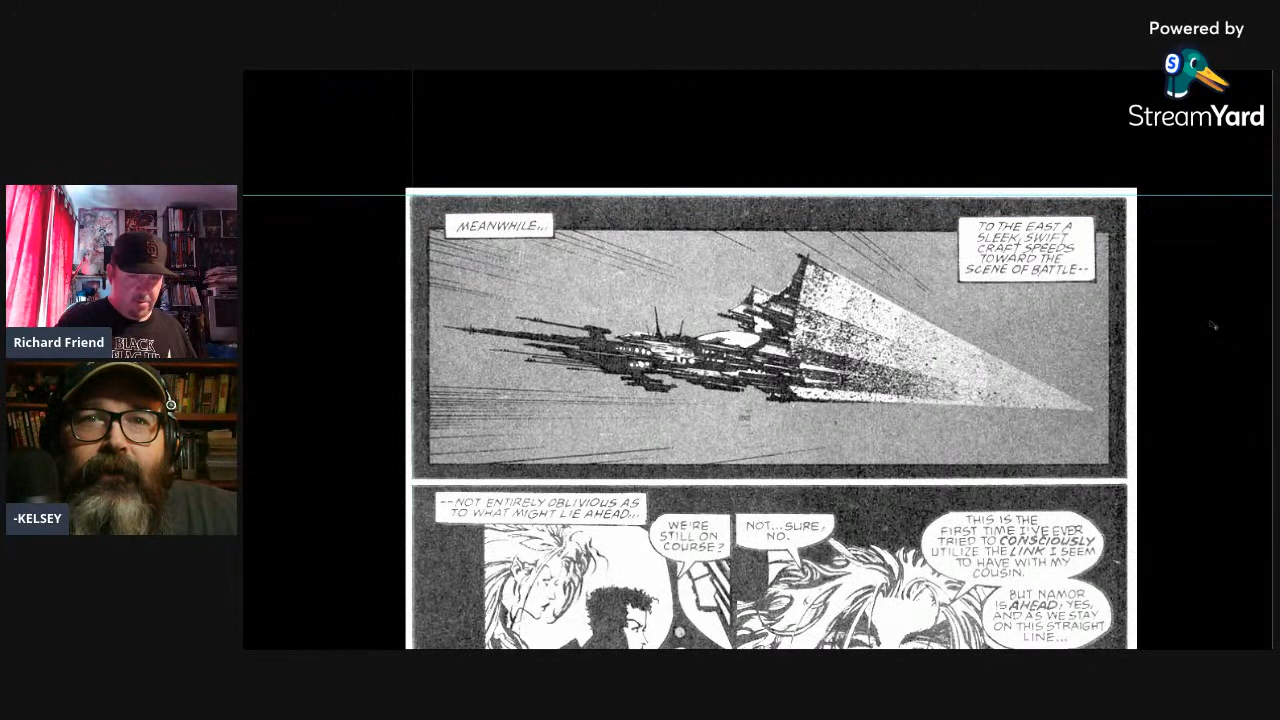 Powered by
StreamYard
Richard Friend
BLACK
-KELSEY
MEANWHILE...
TO THE EAST A
SLEEK, SWIFT
CRAFT SPEEDS
TOWARD THE
SCENE OF BATTLE--
--NOT ENTIRELY OBLIVIOUS AS
TO WHAT MIGHT LIE AHEAD...
WE'RE
STILL ON
COURSE?
NOT...SURE,
NO.
THIS IS THE
FIRST TIME I'VE EVER
TRIED TO CONSCIOUSLY
UTILIZE THE LINK I SEEM
TO HAVE WITH MY
COUSIN.
BUT NAMOR
IS AHEAD, YES,
AND AS WE STAY
ON THIS STRAIGHT
LINE...